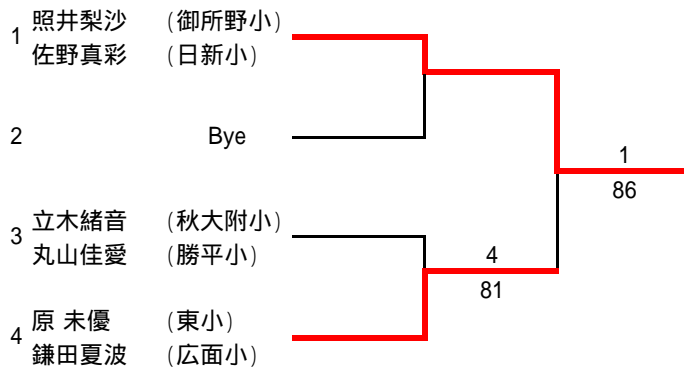 1 照井梨沙 (御所野小)
佐野真彩 (日新小)
2 Bye
3 立木緒音 (秋大附小)
丸山佳愛 (勝平小)
4 原 未優 (東小)
鎌田夏波 (広面小)
4
81
1
86